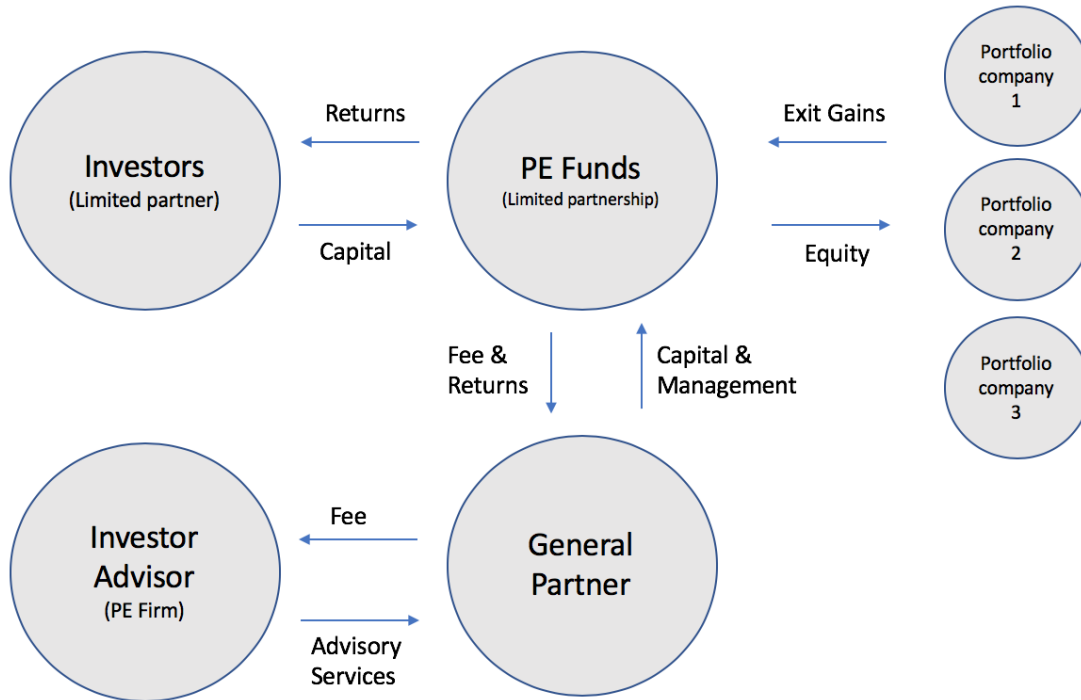 Investors
(Limited partner)
Returns
Capital
PE Funds
(Limited partnership)
Exit Gains
Equity
Portfolio
company
1
Portfolio
company
2
Portfolio
company
3
Fee &
Returns
Capital &
Management
Investor
Advisor
(PE Firm)
Fee
Advisory
Services
General
Partner